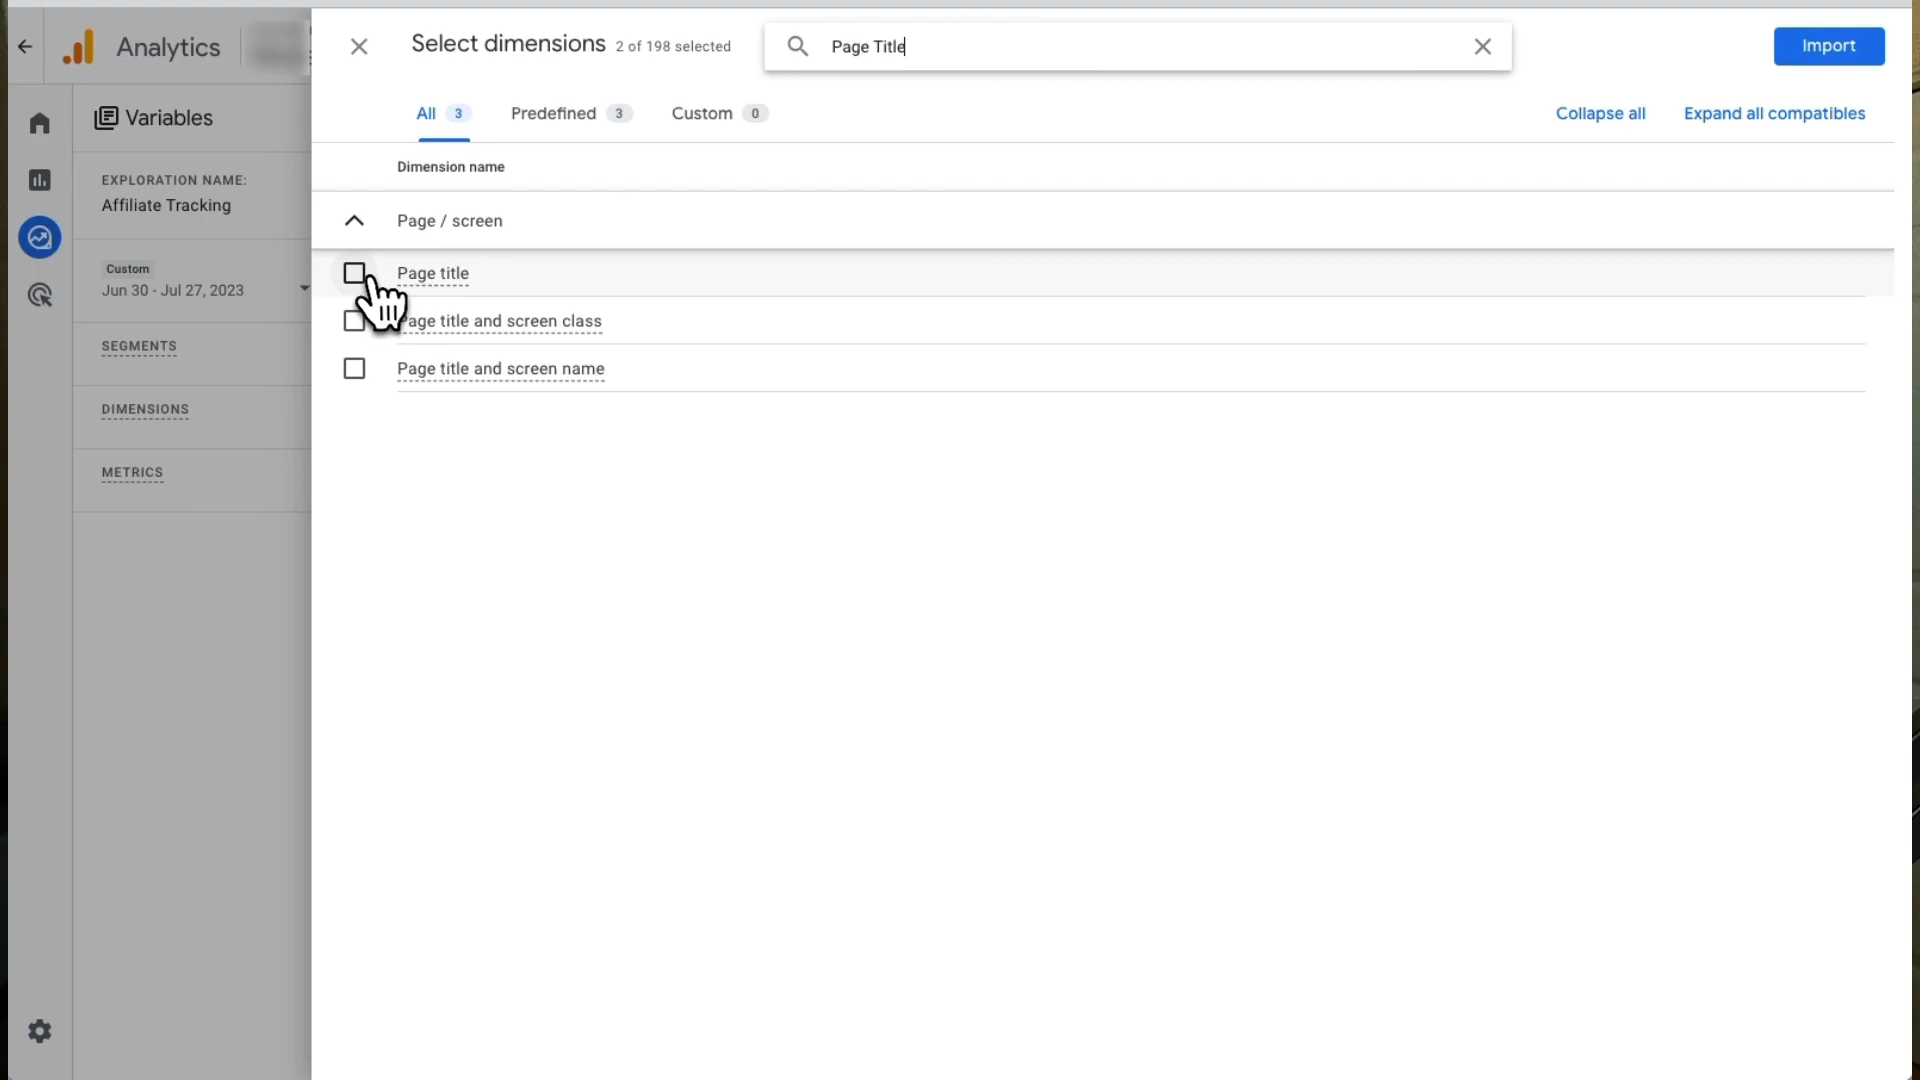 Analytics
Select dimensions 2 of 198 selected
Page Title
Import
All 3
Predefined 3
Custom 0
Collapse all
Expand all compatibles
Variables
EXPLORATION NAME:
Affiliate Tracking
Custom
Jun 30 - Jul 27, 2023
SEGMENTS
DIMENSIONS
METRICS
Dimension name
Page / screen
Page title
Page title and screen class
Page title and screen name